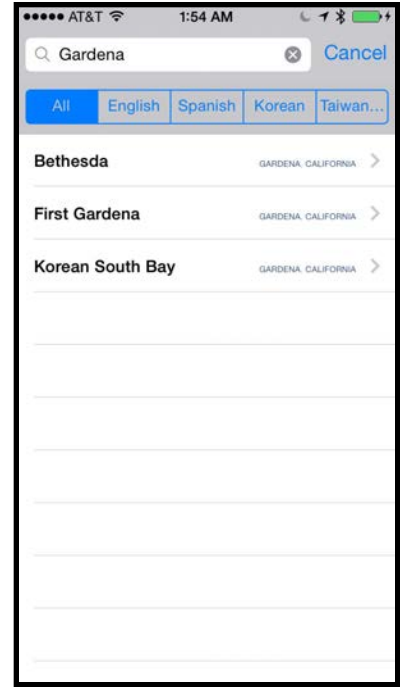 AT&T 1:54 AM
Gardena Cancel
All English Spanish Korean Taiwan...
Bethesda GARDENA, CALIFORNIA
First Gardena GARDENA, CALIFORNIA
Korean South Bay GARDENA, CALIFORNIA